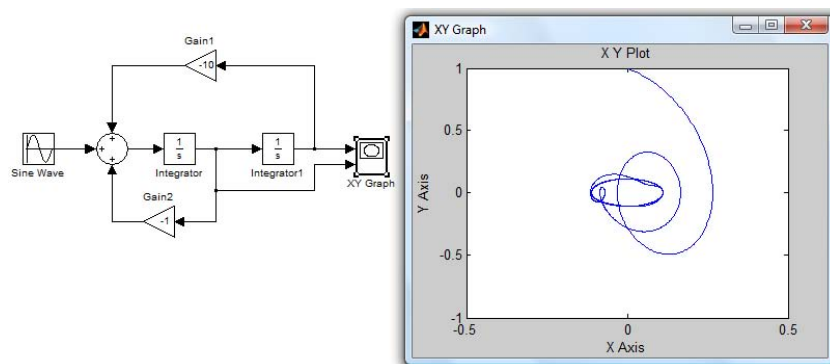 Gain1
-10
+
+
+
1
s
1
s
Sine Wave
Integrator
Integrator1
XY Graph
Gain2
-1
XY Graph
X Y Plot
1
0.5
0
-0.5
-1
Y Axis
-0.5
0
0.5
X Axis